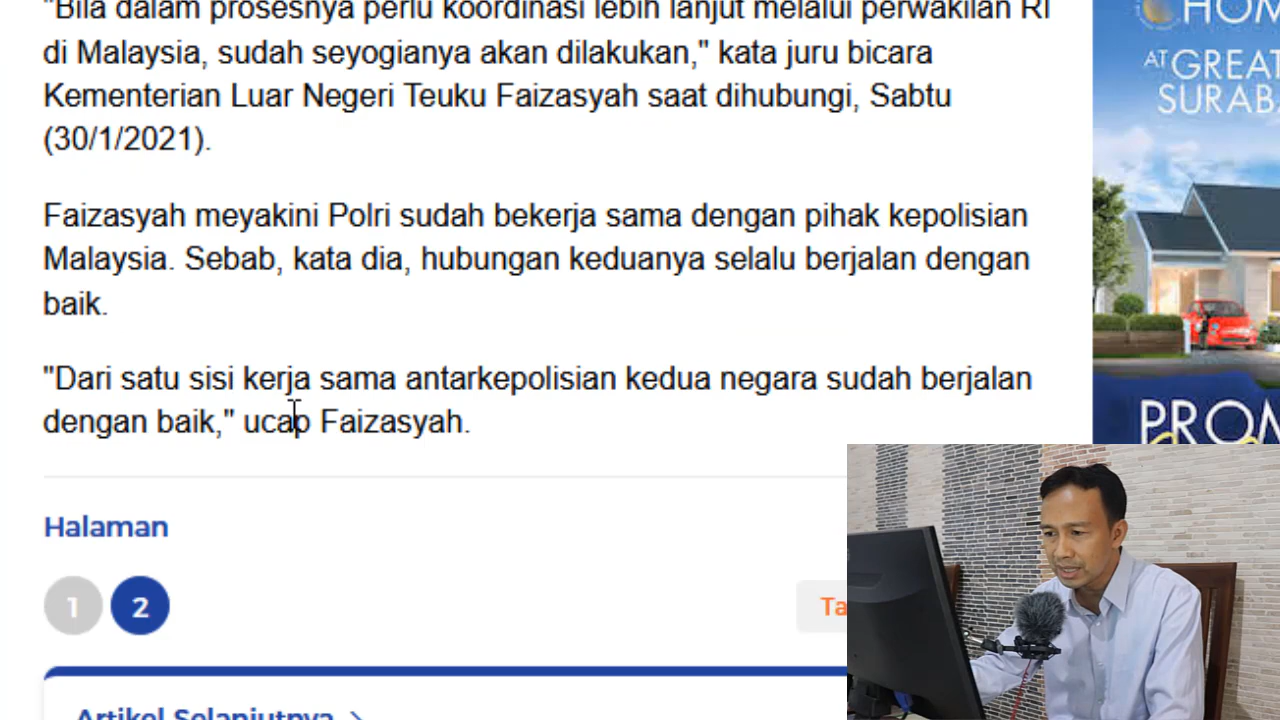 "Bila dalam prosesnya perlu koordinasi lebih lanjut melalui perwakilan RI
di Malaysia, sudah seyogianya akan dilakukan," kata juru bicara
Kementerian Luar Negeri Teuku Faizasyah saat dihubungi, Sabtu
(30/1/2021).
Faizasyah meyakini Polri sudah bekerja sama dengan pihak kepolisian
Malaysia. Sebab, kata dia, hubungan keduanya selalu berjalan dengan
baik.
"Dari satu sisi kerja sama antarkepolisian kedua negara sudah berjalan
dengan baik," ucap Faizasyah.
Halaman
1 2
Ta
Artikel Selanjutnya
HOM
AT GREAT
SURAB
PROM